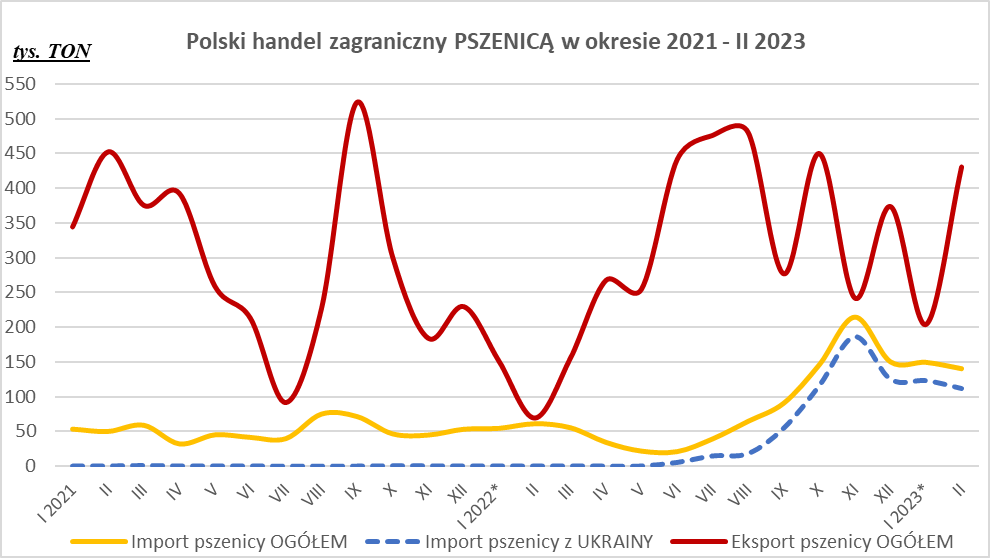 Polski handel zagraniczny PSZENICĄ w okresie 2021 - II 2023
tys. TON
550
500
450
400
350
300
250
200
150
100
50
0
I 2021
II
III
IV
V
VI
VII
VIII
IX
X
XI
XII
I 2022*
II
III
IV
V
VI
VII
VIII
IX
X
XI
XII
I 2023*
II
Import pszenicy OGÓŁEM
Import pszenicy z UKRAINY
Eksport pszenicy OGÓŁEM